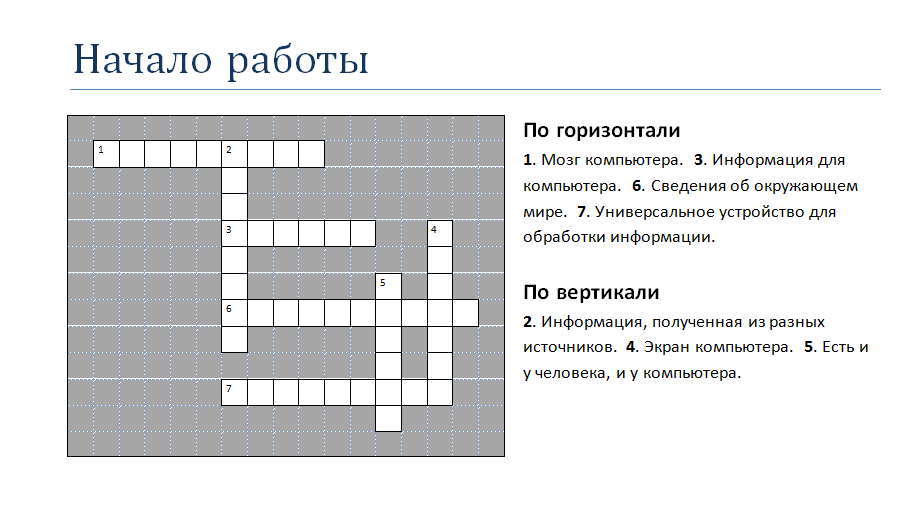 Начало работы
1
2
3
4
5
6
7
По горизонтали
1. Мозг компьютера.  3. Информация для
компьютера.  6. Сведения об окружающем
мире.  7. Универсальное устройство для
обработки информации.
По вертикали
2. Информация, полученная из разных
источников.  4. Экран компьютера.  5. Есть и
у человека, и у компьютера.